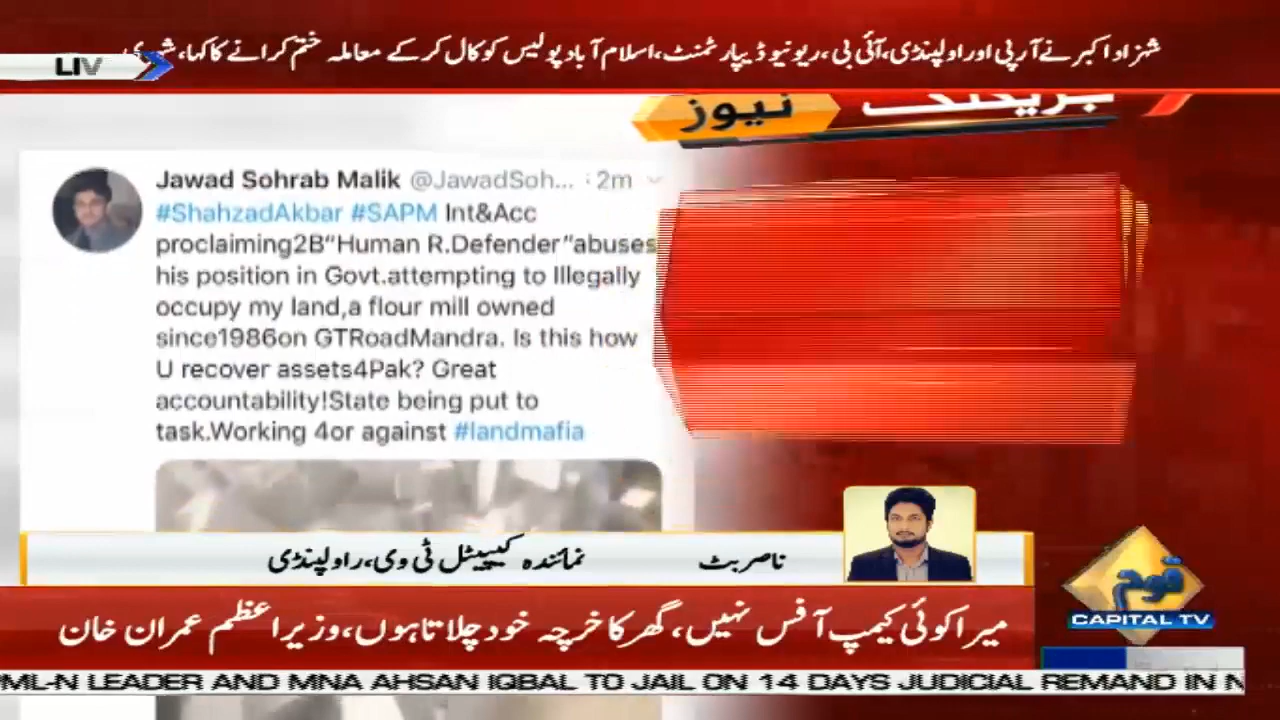 شہزاد اکبر نے آر پی او راولپنڈی، آئی بی، ریونیو ڈیپارٹمنٹ، اسلام آباد پولیس کو کال کر کے معاملہ ختم کرانے کا کہا،
LIV
بریکنگ
نیوز
Jawad Sohrab Malik @JawadSoh... · 2m
#ShahzadAkbar #SAPM Int&Acc
proclaiming2B“Human R.Defender”abuses
his position in Govt.attempting to Illegally
occupy my land,a flour mill owned
since1986on GTRoadMandra. Is this how
U recover assets4Pak? Great
accountability!State being put to
task.Working 4or against #landmafia
ناصر بٹ نمائندہ کیپیٹل ٹی وی، راولپنڈی
میرا کوئی کیمپ آفس نہیں، گھر کا خرچہ خود چلاتا ہوں، وزیراعظم عمران خان
قوم
CAPITAL TV
PML-N LEADER AND MNA AHSAN IQBAL TO JAIL ON 14 DAYS JUDICIAL REMAND IN N